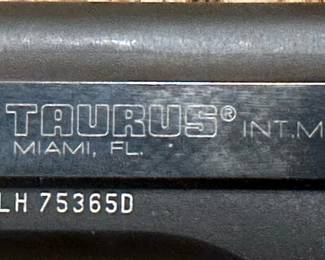 TAURUS® INT.M
MIAMI, FL.
LH 75365D